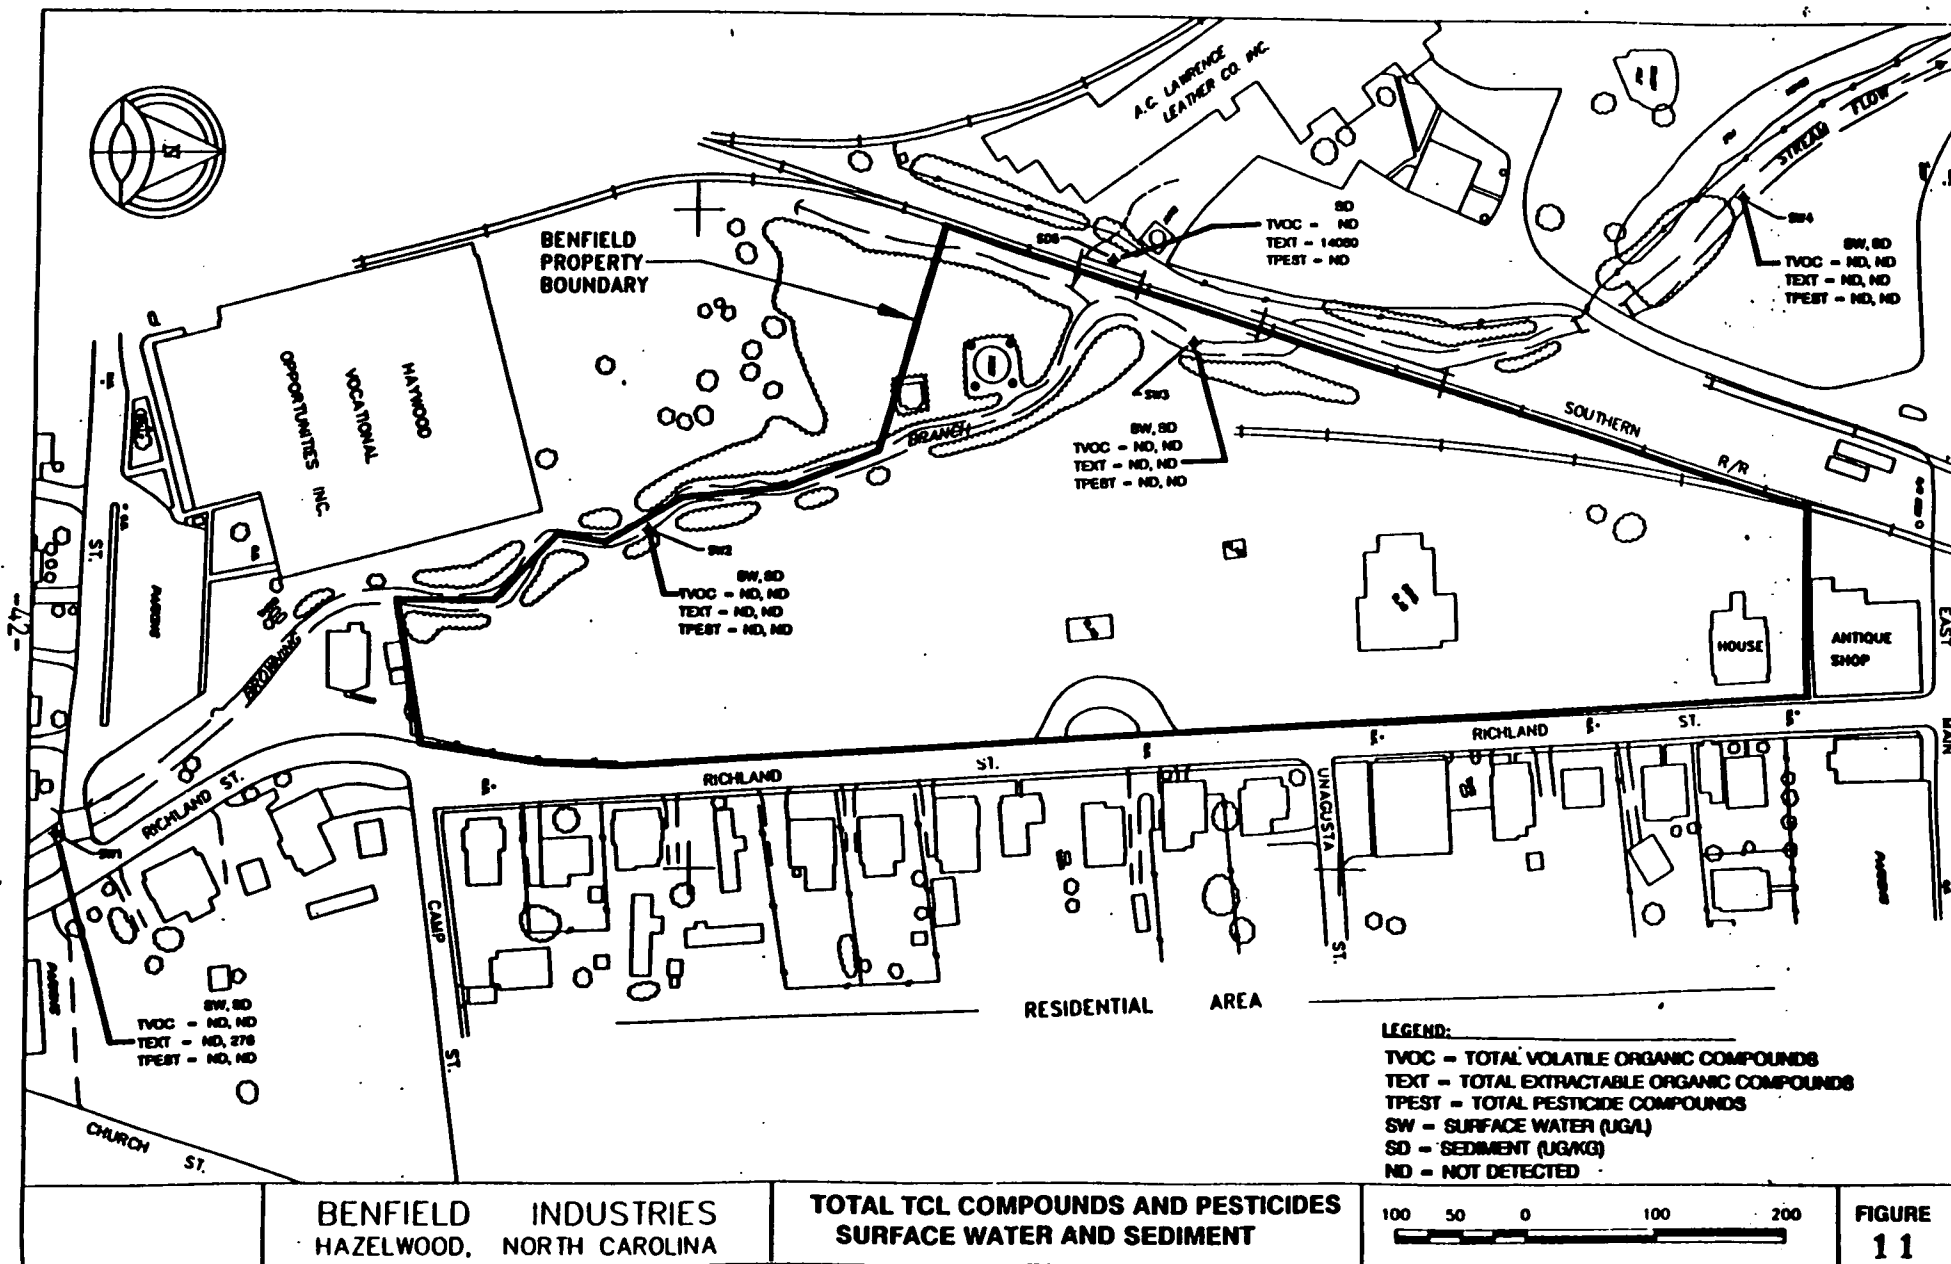 A.C. LAWRENCE
LEATHER CO. INC.
STREAM FLOW
N
BENFIELD
PROPERTY
BOUNDARY
SD5
SD
TVOC = ND
TEXT = 14080
TPEST = ND
SW4
SW, SD
TVOC = ND, ND
TEXT = ND, ND
TPEST = ND, ND
HAYWOOD
VOCATIONAL
OPPORTUNITIES INC.
SW3
SW, SD
TVOC = ND, ND
TEXT = ND, ND
TPEST = ND, ND
BRANCH
SOUTHERN
R/R
SW2
SW, SD
TVOC = ND, ND
TEXT = ND, ND
TPEST = ND, ND
ST.
PARKING
BROWNING
HOUSE
ANTIQUE
SHOP
EAST
MAIN
-42-
RICHLAND ST.
RICHLAND ST.
RICHLAND ST.
UNAGUSTA
ST.
CAMP
ST.
PARKING
PARKING
SW1
SW, SD
TVOC = ND, ND
TEXT = ND, 276
TPEST = ND, ND
CHURCH ST.
RESIDENTIAL AREA
LEGEND:
TVOC = TOTAL VOLATILE ORGANIC COMPOUNDS
TEXT = TOTAL EXTRACTABLE ORGANIC COMPOUNDS
TPEST = TOTAL PESTICIDE COMPOUNDS
SW = SURFACE WATER (UG/L)
SD = SEDIMENT (UG/KG)
ND = NOT DETECTED
BENFIELD INDUSTRIES
HAZELWOOD, NORTH CAROLINA
TOTAL TCL COMPOUNDS AND PESTICIDES
SURFACE WATER AND SEDIMENT
100 50 0 100 200
FIGURE
11